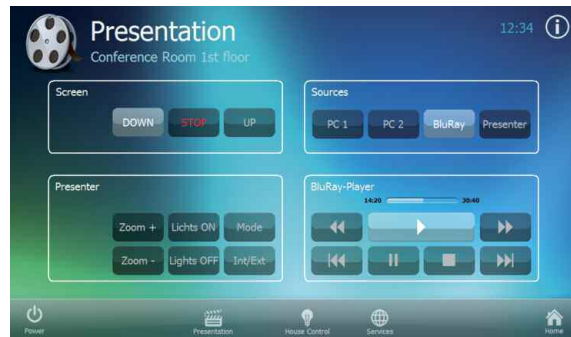 Presentation
12:34
Conference Room 1st floor
Screen
DOWN STOP UP
Sources
PC 1 PC 2 BluRay Presenter
Presenter
Zoom + Lichts ON Mode
Zoom - Lights OFF Int/Ext
BluRay-Player
14:20 30:40
Power Presentation House Control Services Home